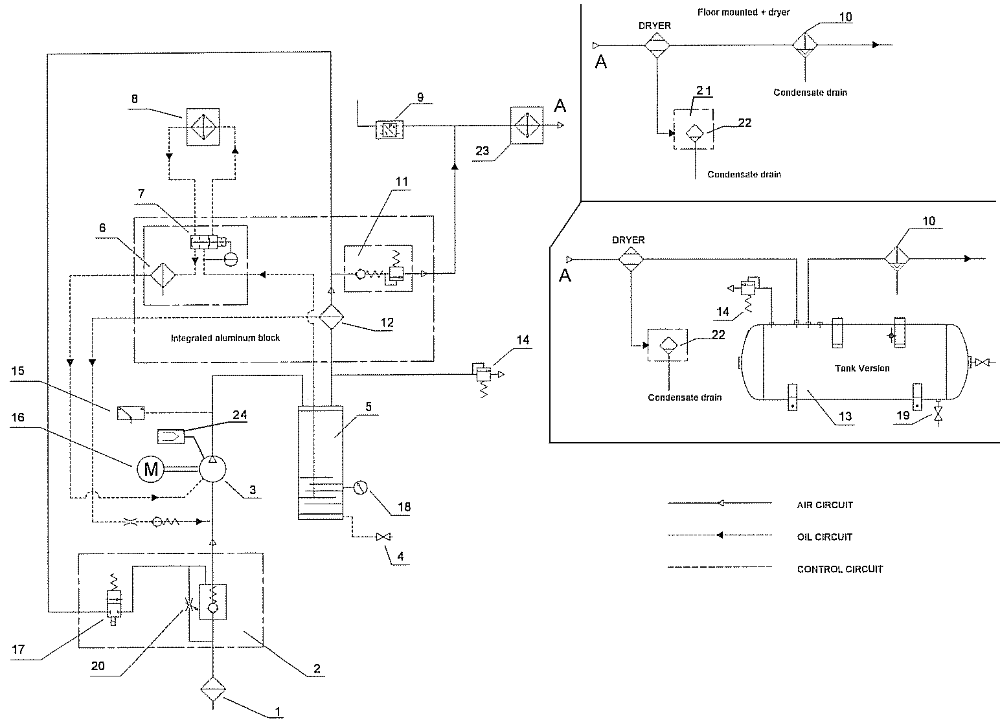 Floor mounted + dryer
10
DRYER
A
Condensate drain
21
22
Condensate drain
8
9
A
23
11
7
6
12
Integrated aluminum block
14
15
16
24
M
3
5
18
4
17
20
2
1
10
DRYER
A
14
22
Condensate drain
Tank Version
13
19
AIR CIRCUIT
OIL CIRCUIT
CONTROL CIRCUIT